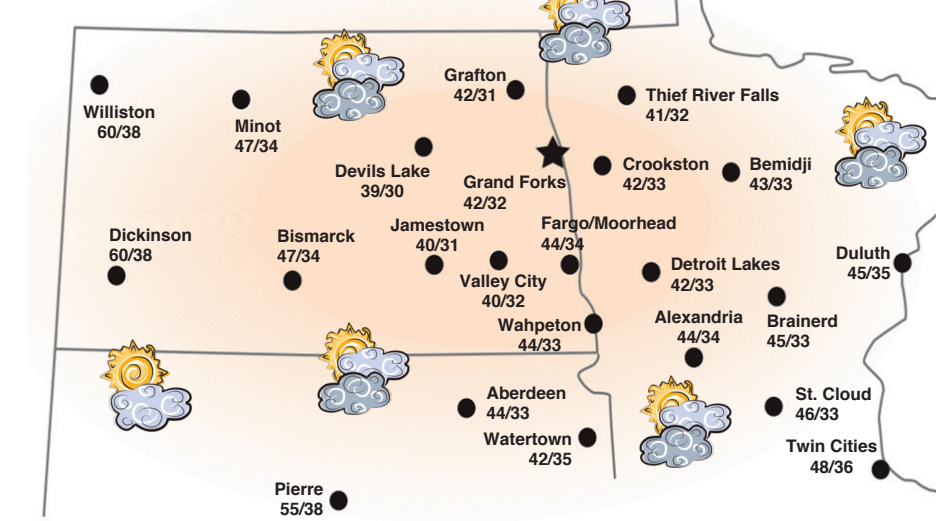 Grafton
42/31
Thief River Falls
41/32
Williston
60/38
Minot
47/34
Devils Lake
39/30
Grand Forks
42/32
Crookston
42/33
Bemidji
43/33
Dickinson
60/38
Bismarck
47/34
Jamestown
40/31
Valley City
40/32
Fargo/Moorhead
44/34
Detroit Lakes
42/33
Duluth
45/35
Wahpeton
44/33
Alexandria
44/34
Brainerd
45/33
Aberdeen
44/33
St. Cloud
46/33
Watertown
42/35
Twin Cities
48/36
Pierre
55/38